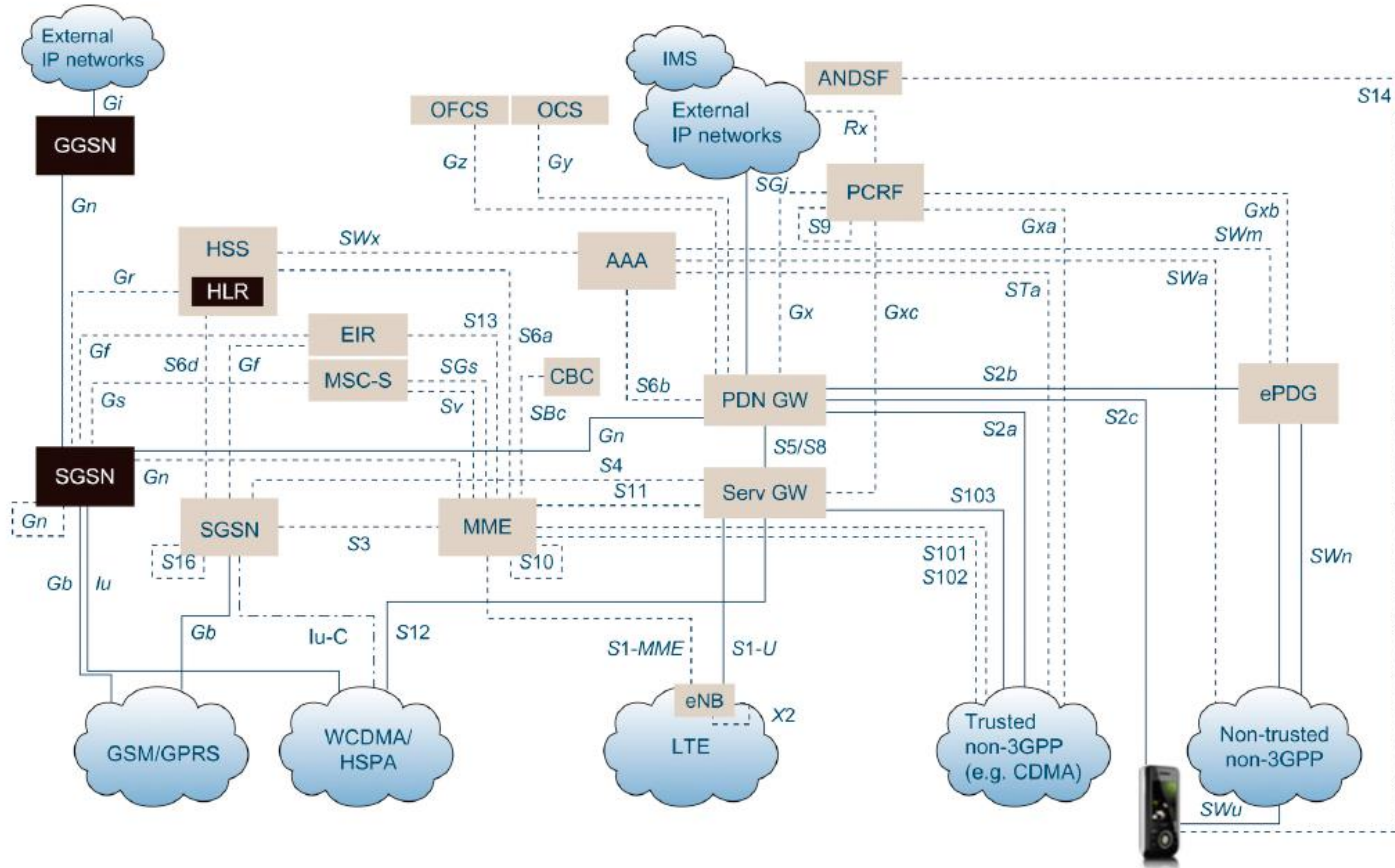 External
IP networks
Gi
GGSN
Gn
IMS
External
IP networks
ANDSF
S14
OFCS
OCS
Gz
Gy
Rx
SGj
PCRF
S9
Gxb
Gxa
SWm
HSS
HLR
SWx
AAA
SWa
STa
Gr
Gx
Gxc
S13
S6a
EIR
Gf
S6d
Gf
MSC-S
SGs
Sv
Gs
CBC
SBc
S6b
PDN GW
S2b
ePDG
S2c
S2a
Gn
S5/S8
SGSN
Gn
S4
S11
Serv GW
S103
Gn
SGSN
S16
S3
MME
S10
S101
S102
SWn
Gb
Iu
Gb
Iu-C
S12
S1-MME
S1-U
eNB
X2
GSM/GPRS
WCDMA/
HSPA
LTE
Trusted
non-3GPP
(e.g. CDMA)
Non-trusted
non-3GPP
SWu